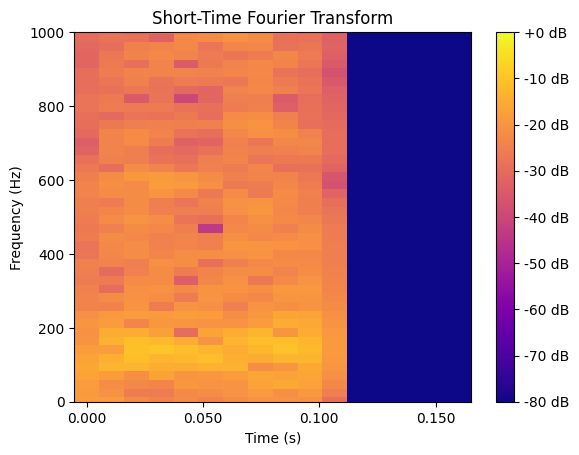 Short-Time Fourier Transform
Frequency (Hz)
1000
800
600
400
200
0
0.000
0.050
0.100
0.150
Time (s)
+0 dB
-10 dB
-20 dB
-30 dB
-40 dB
-50 dB
-60 dB
-70 dB
-80 dB